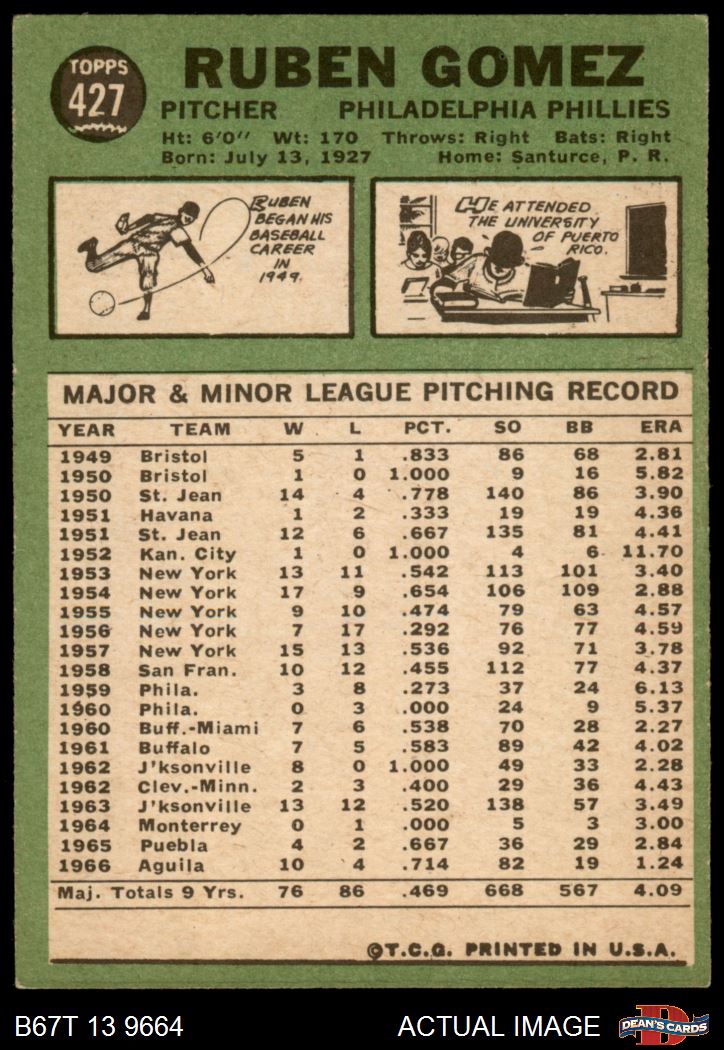 TOPPS
427
RUBEN GOMEZ
PITCHER PHILADELPHIA PHILLIES
Ht: 6'0" Wt: 170 Throws: Right Bats: Right
Born: July 13, 1927 Home: Santurce, P. R.
RUBEN
BEGAN HIS
BASEBALL
CAREER
IN
1949.
HE ATTENDED
THE UNIVERSITY
OF PUERTO
RICO.
MAJOR & MINOR LEAGUE PITCHING RECORD
YEAR TEAM W L PCT. SO BB ERA
1949 Bristol 5 1 .833 86 68 2.81
1950 Bristol 1 0 1.000 9 16 5.82
1950 St. Jean 14 4 .778 140 86 3.90
1951 Havana 1 2 .333 19 19 4.36
1951 St. Jean 12 6 .667 135 81 4.41
1952 Kan. City 1 0 1.000 4 6 11.70
1953 New York 13 11 .542 113 101 3.40
1954 New York 17 9 .654 106 109 2.88
1955 New York 9 10 .474 79 63 4.57
1956 New York 7 17 .292 76 77 4.59
1957 New York 15 13 .536 92 71 3.78
1958 San Fran. 10 12 .455 112 77 4.37
1959 Phila. 3 8 .273 37 24 6.13
1960 Phila. 0 3 .000 24 9 5.37
1960 Buff.-Miami 7 6 .538 70 28 2.27
1961 Buffalo 7 5 .583 89 42 4.02
1962 J'ksonville 8 0 1.000 49 33 2.28
1962 Clev.-Minn. 2 3 .400 29 36 4.43
1963 J'ksonville 13 12 .520 138 57 3.49
1964 Monterrey 0 1 .000 5 3 3.00
1965 Puebla 4 2 .667 36 29 2.84
1966 Aguila 10 4 .714 82 19 1.24
Maj. Totals 9 Yrs. 76 86 .469 668 567 4.09
©T.C.G. PRINTED IN U.S.A.
B67T 13 9664 ACTUAL IMAGE
D
DEAN'S CARDS